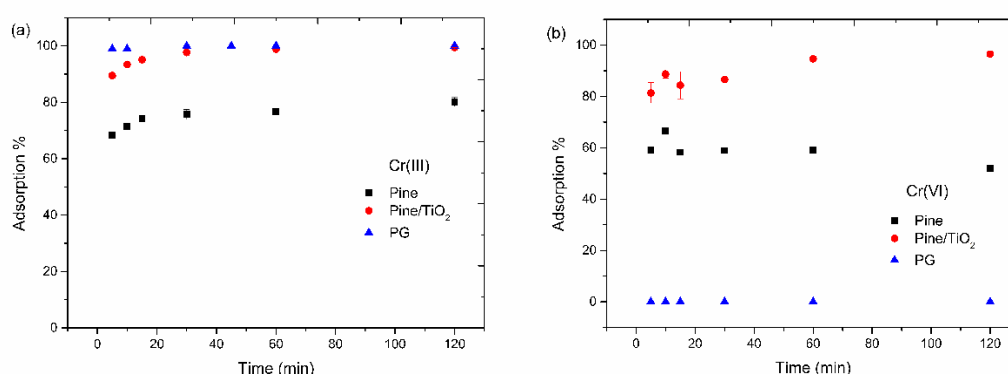 (a)
100
80
60
40
20
0
Adsorption %
Cr(III)
Pine
Pine/TiO₂
PG
0 20 40 60 80 100 120
Time (min)
(b)
100
80
60
40
20
0
Adsorption %
Cr(VI)
Pine
Pine/TiO₂
PG
0 20 40 60 80 100 120
Time (min)